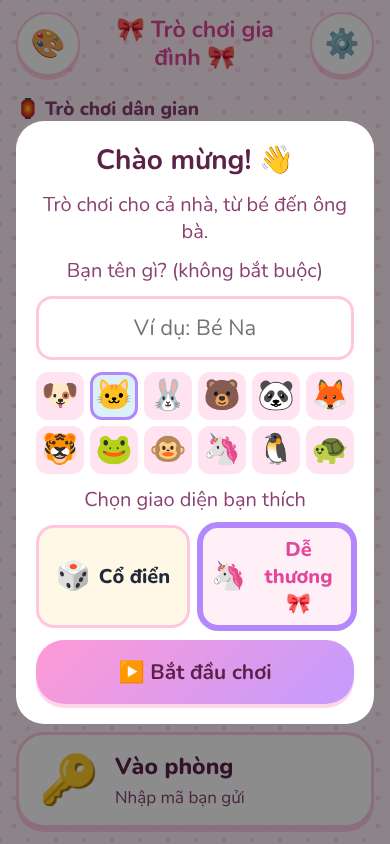 🎀 Trò chơi gia
đình 🎀
🏮 Trò chơi dân gian
Chào mừng! 👋
Trò chơi cho cả nhà, từ bé đến ông
bà.
Bạn tên gì? (không bắt buộc)
Ví dụ: Bé Na
Chọn giao diện bạn thích
🎲 Cổ điển
🦄 Dễ
thương
🎀
▶️ Bắt đầu chơi
Vào phòng
Nhập mã bạn gửi